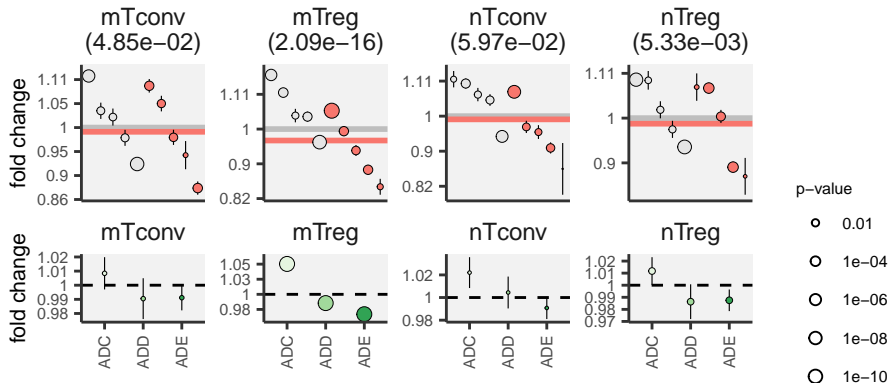 mTconv
(4.85e−02)
mTreg
(2.09e−16)
nTconv
(5.97e−02)
nTreg
(5.33e−03)
fold change
1.11
1.05
1
0.95
0.9
0.86
1.11
1
0.9
0.82
1.11
1
0.9
0.82
1.11
1
0.9
p−value
0.01
1e−04
1e−06
1e−08
1e−10
mTconv
mTreg
nTconv
nTreg
fold change
1.02
1.01
1
0.99
0.98
1.05
1.03
1
0.98
1.02
1
0.98
1.02
1.01
1
0.99
0.98
0.97
ADC
ADD
ADE
ADC
ADD
ADE
ADC
ADD
ADE
ADC
ADD
ADE